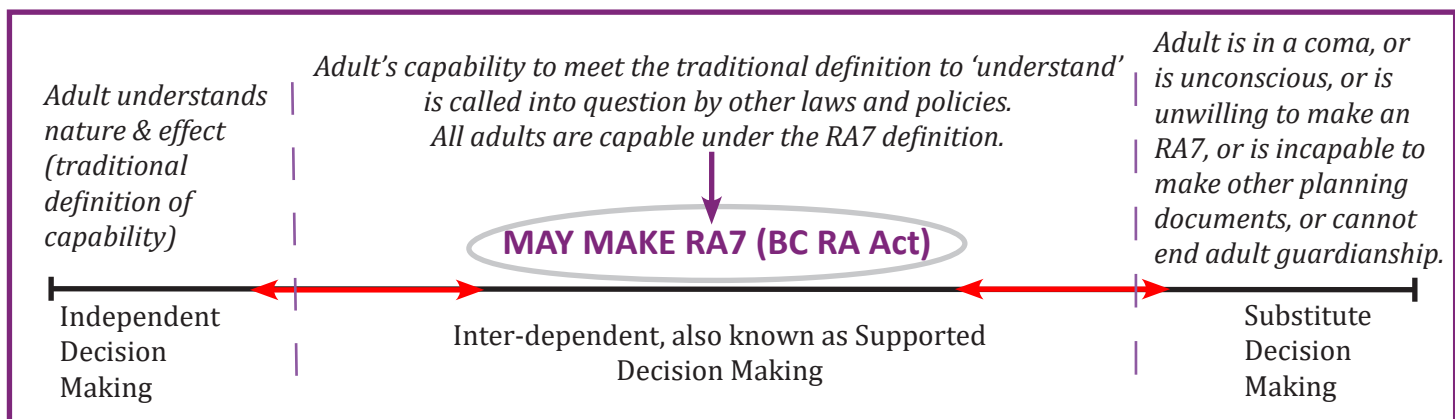 Adult understands
nature & effect
(traditional
definition of
capability)
Adult’s capability to meet the traditional definition to ‘understand’
is called into question by other laws and policies.
All adults are capable under the RA7 definition.
Adult is in a coma, or
is unconscious, or is
unwilling to make an
RA7, or is incapable to
make other planning
documents, or cannot
end adult guardianship.
MAY MAKE RA7 (BC RA Act)
Independent
Decision
Making
Inter-dependent, also known as Supported
Decision Making
Substitute
Decision
Making